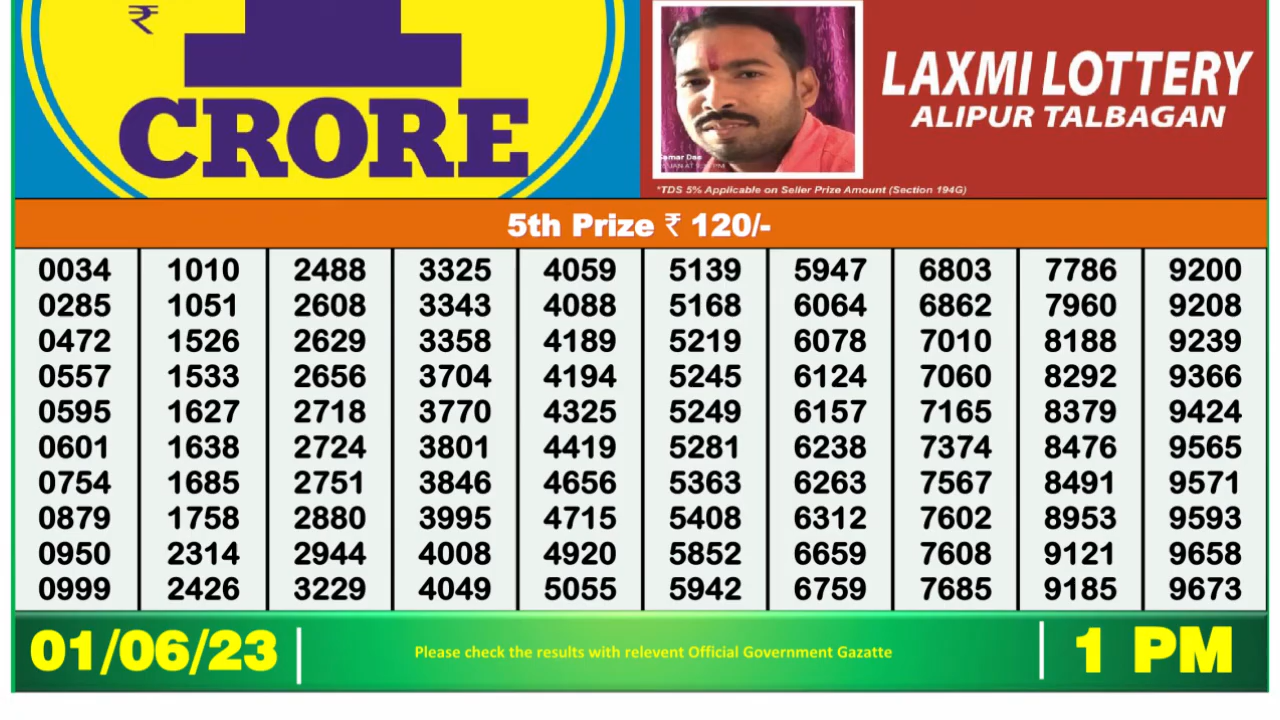 ₹
1
CRORE
LAXMI LOTTERY
ALIPUR TALBAGAN
*TDS 5% Applicable on Seller Prize Amount (Section 194G)
5th Prize ₹ 120/-
0034 1010 2488 3325 4059 5139 5947 6803 7786 9200
0285 1051 2608 3343 4088 5168 6064 6862 7960 9208
0472 1526 2629 3358 4189 5219 6078 7010 8188 9239
0557 1533 2656 3704 4194 5245 6124 7060 8292 9366
0595 1627 2718 3770 4325 5249 6157 7165 8379 9424
0601 1638 2724 3801 4419 5281 6238 7374 8476 9565
0754 1685 2751 3846 4656 5363 6263 7567 8491 9571
0879 1758 2880 3995 4715 5408 6312 7602 8953 9593
0950 2314 2944 4008 4920 5852 6659 7608 9121 9658
0999 2426 3229 4049 5055 5942 6759 7685 9185 9673
01/06/23
Please check the results with relevent Official Government Gazatte
1 PM